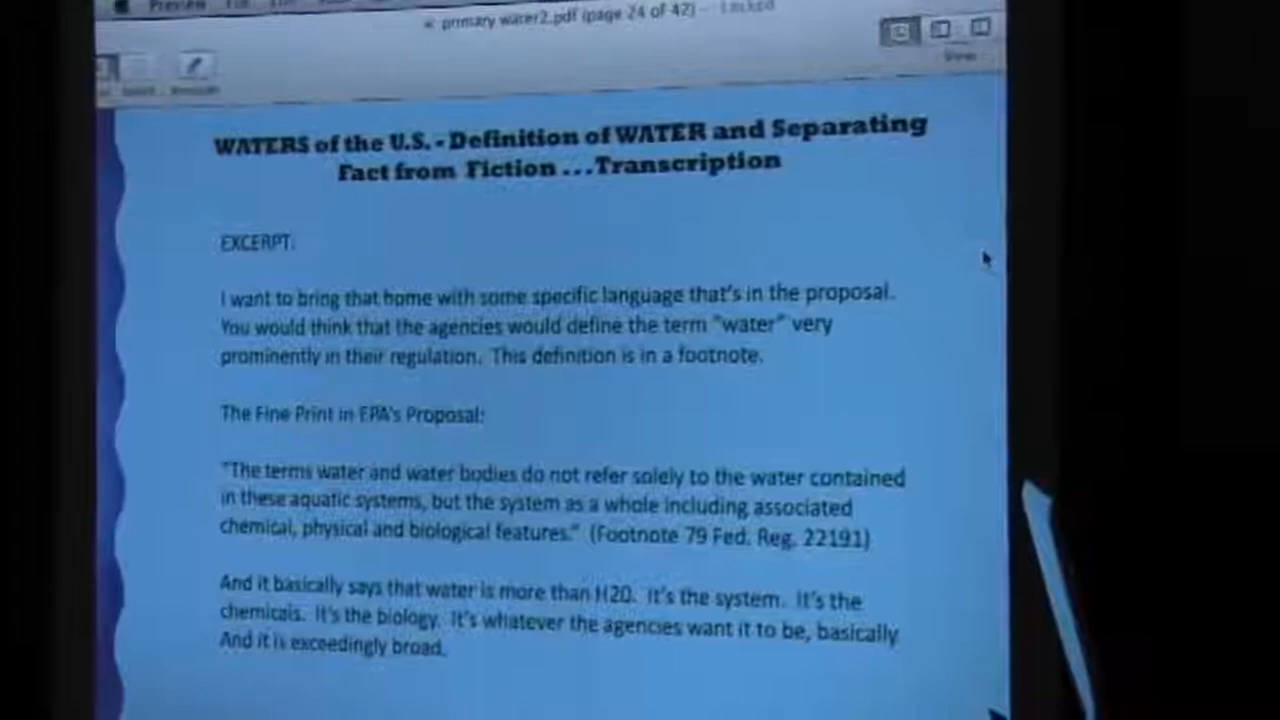 Preview
primary water2.pdf (page 24 of 42) — Locked
View
WATERS of the U.S. - Definition of WATER and Separating
Fact from Fiction ...Transcription
EXCERPT:
I want to bring that home with some specific language that's in the proposal.
You would think that the agencies would define the term "water" very
prominently in their regulation. This definition is in a footnote.
The Fine Print in EPA's Proposal:
"The terms water and water bodies do not refer solely to the water contained
in these aquatic systems, but the system as a whole including associated
chemical, physical and biological features." (Footnote 79 Fed. Reg. 22191)
And it basically says that water is more than H20. It's the system. It's the
chemicals. It's the biology. It's whatever the agencies want it to be, basically
And it is exceedingly broad.